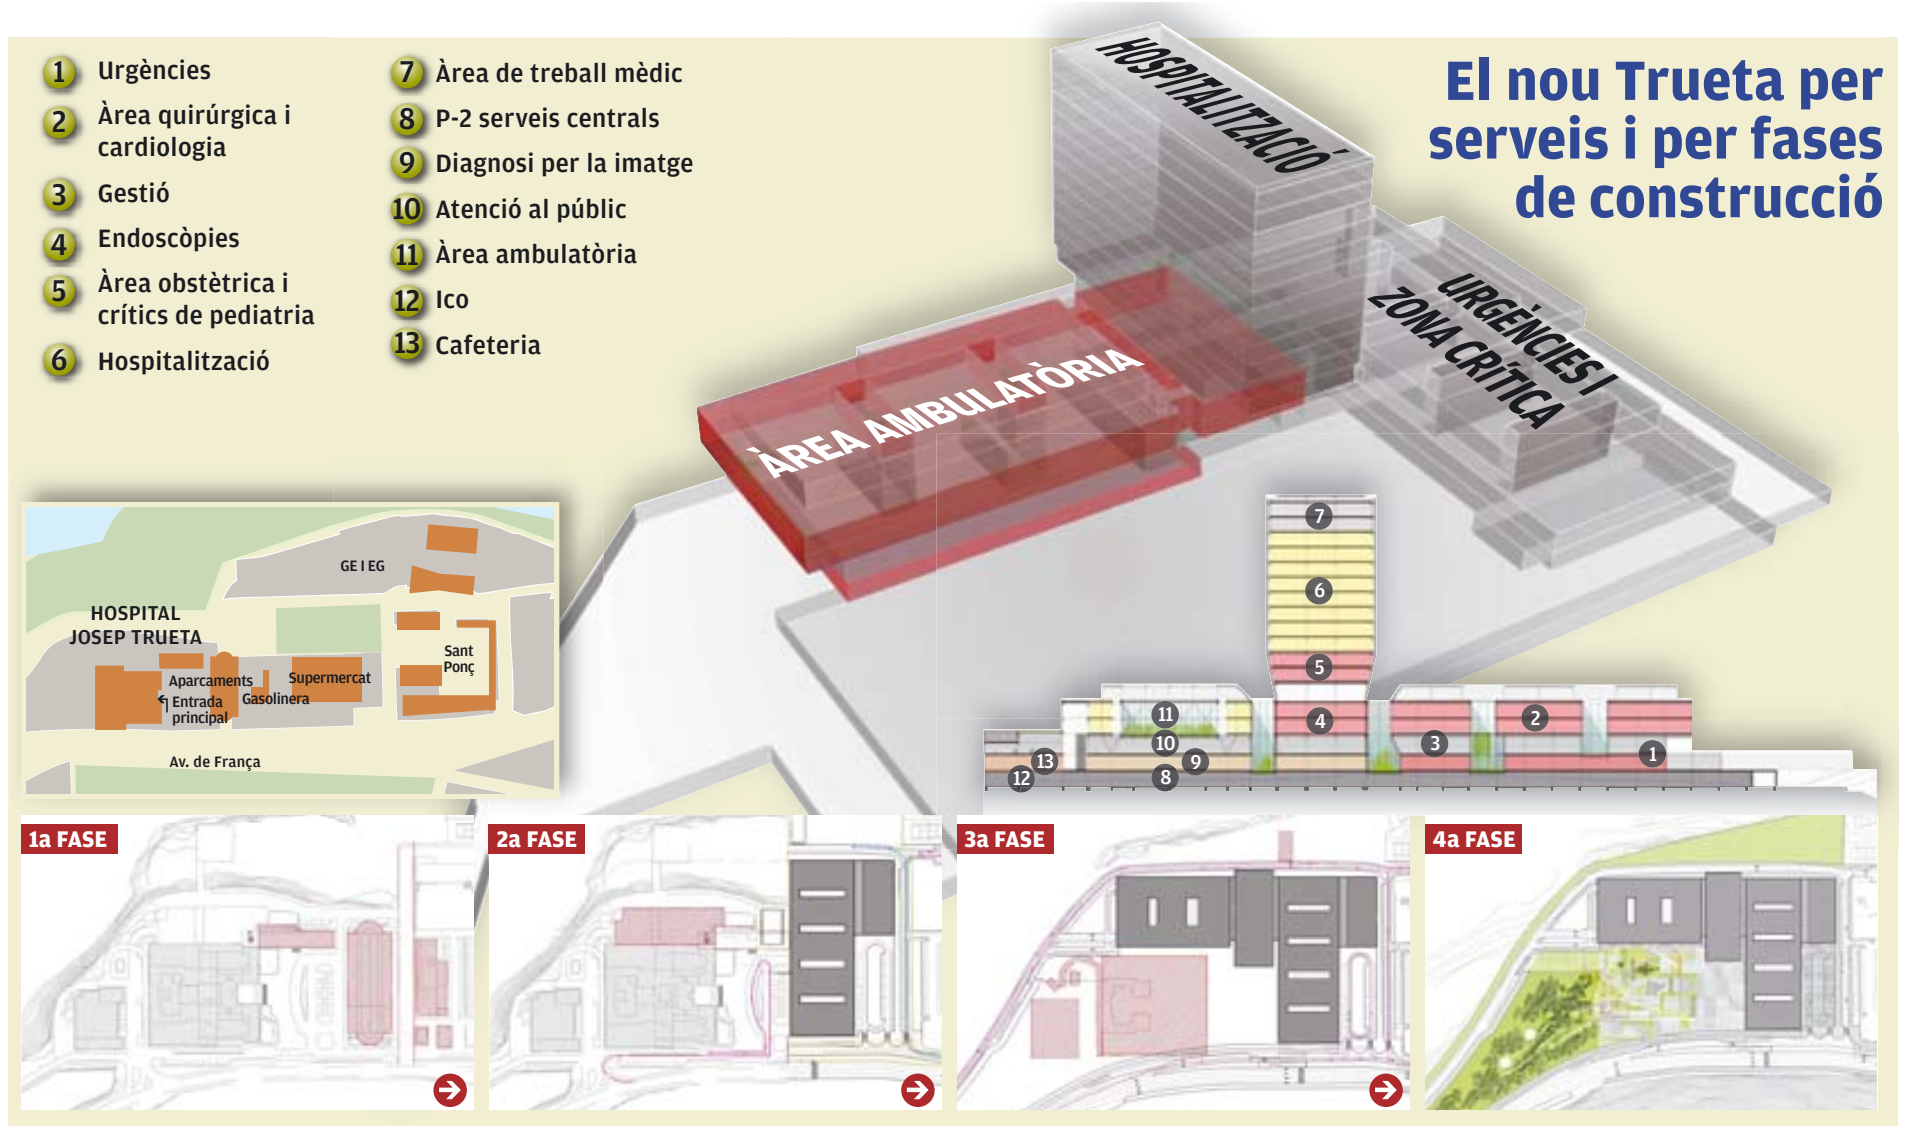 El nou Trueta per
serveis i per fases
de construcció
1 Urgències
2 Àrea quirúrgica i
cardiologia
3 Gestió
4 Endoscòpies
5 Àrea obstètrica i
crítics de pediatria
6 Hospitalització
7 Àrea de treball mèdic
8 P-2 serveis centrals
9 Diagnosi per la imatge
10 Atenció al públic
11 Àrea ambulatòria
12 Ico
13 Cafeteria
HOSPITALITZACIÓ
URGÈNCIES I
ZONA CRÍTICA
ÀREA AMBULATÒRIA
GE I EG
HOSPITAL
JOSEP TRUETA
Sant
Ponç
Aparcaments
Supermercat
Entrada
principal
Gasolinera
Av. de França
7
6
5
11
4
2
10
3
1
13
9
12
8
1a FASE
2a FASE
3a FASE
4a FASE